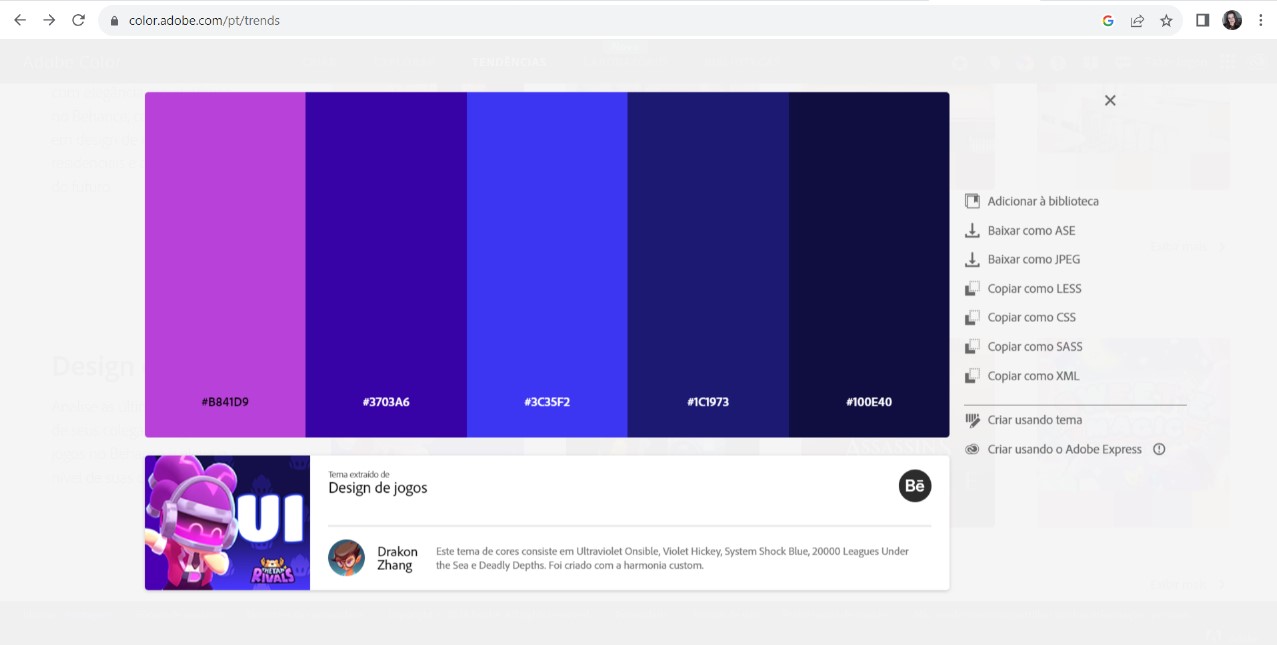 color.adobe.com/pt/trends
TENDÊNCIAS
#B841D9
#3703A6
#3C35F2
#1C1973
#100E40
Adicionar à biblioteca
Baixar como ASE
Baixar como JPEG
Copiar como LESS
Copiar como CSS
Copiar como SASS
Copiar como XML
Criar usando tema
Criar usando o Adobe Express
Design
UI
RIVALS
Tema extraído de
Design de jogos
Bē
Drakon
Zhang
Este tema de cores consiste em Ultraviolet Onsible, Violet Hickey, System Shock Blue, 20000 Leagues Under
the Sea e Deadly Depths. Foi criado com a harmonia custom.